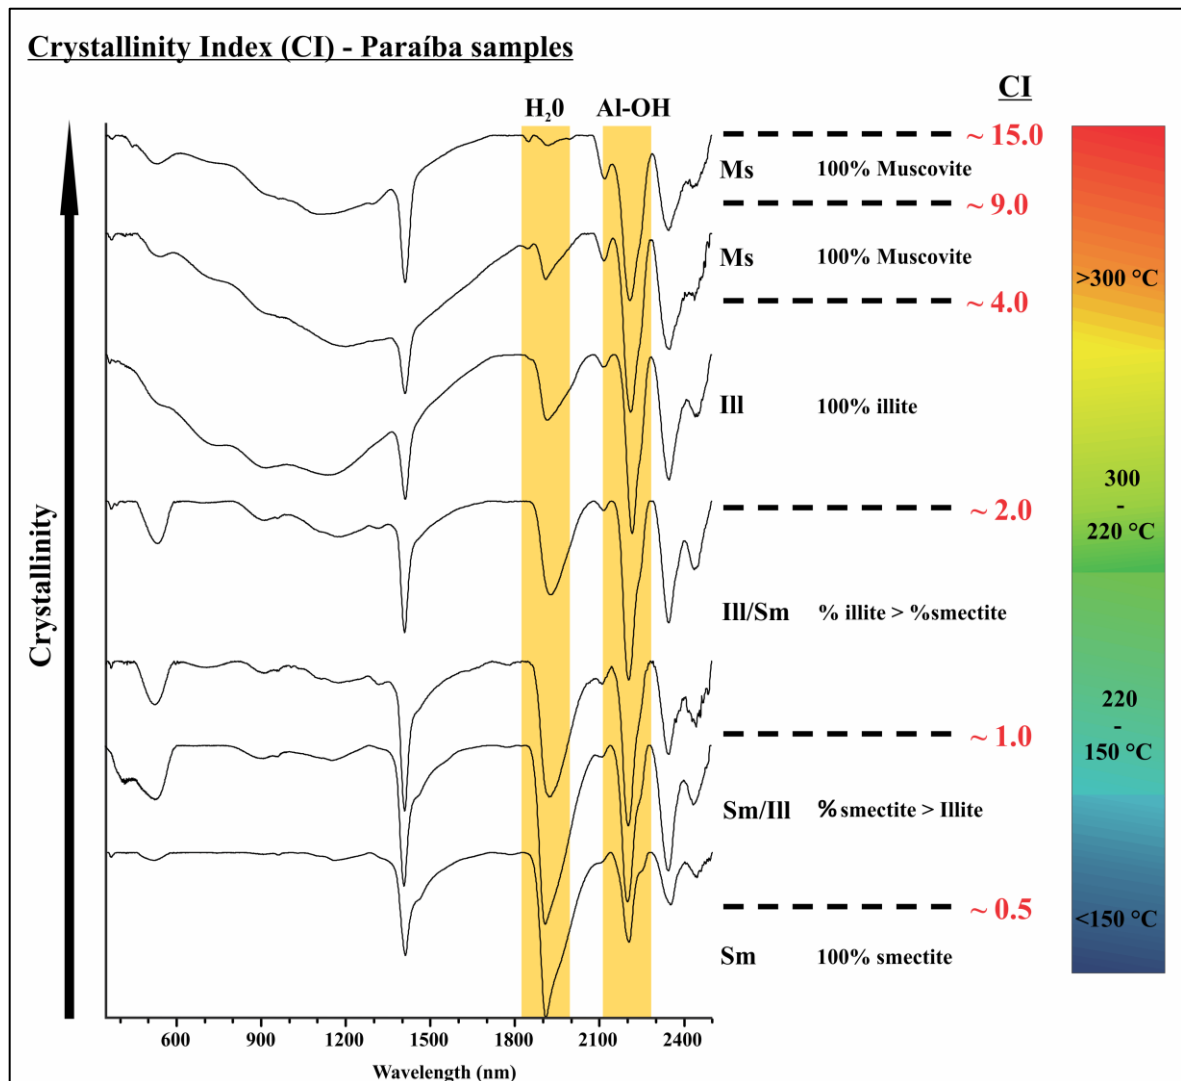 Crystallinity Index (CI) - Paraíba samples
CI
H₂0
Al-OH
~ 15.0
Ms 100% Muscovite
~ 9.0
Ms 100% Muscovite
>300 °C
~ 4.0
Ill 100% illite
300
-
220 °C
~ 2.0
Crystallinity
Ill/Sm % illite > %smectite
220
-
150 °C
~ 1.0
Sm/Ill % smectite > Illite
~ 0.5
<150 °C
Sm 100% smectite
600 900 1200 1500 1800 2100 2400
Wavelength (nm)